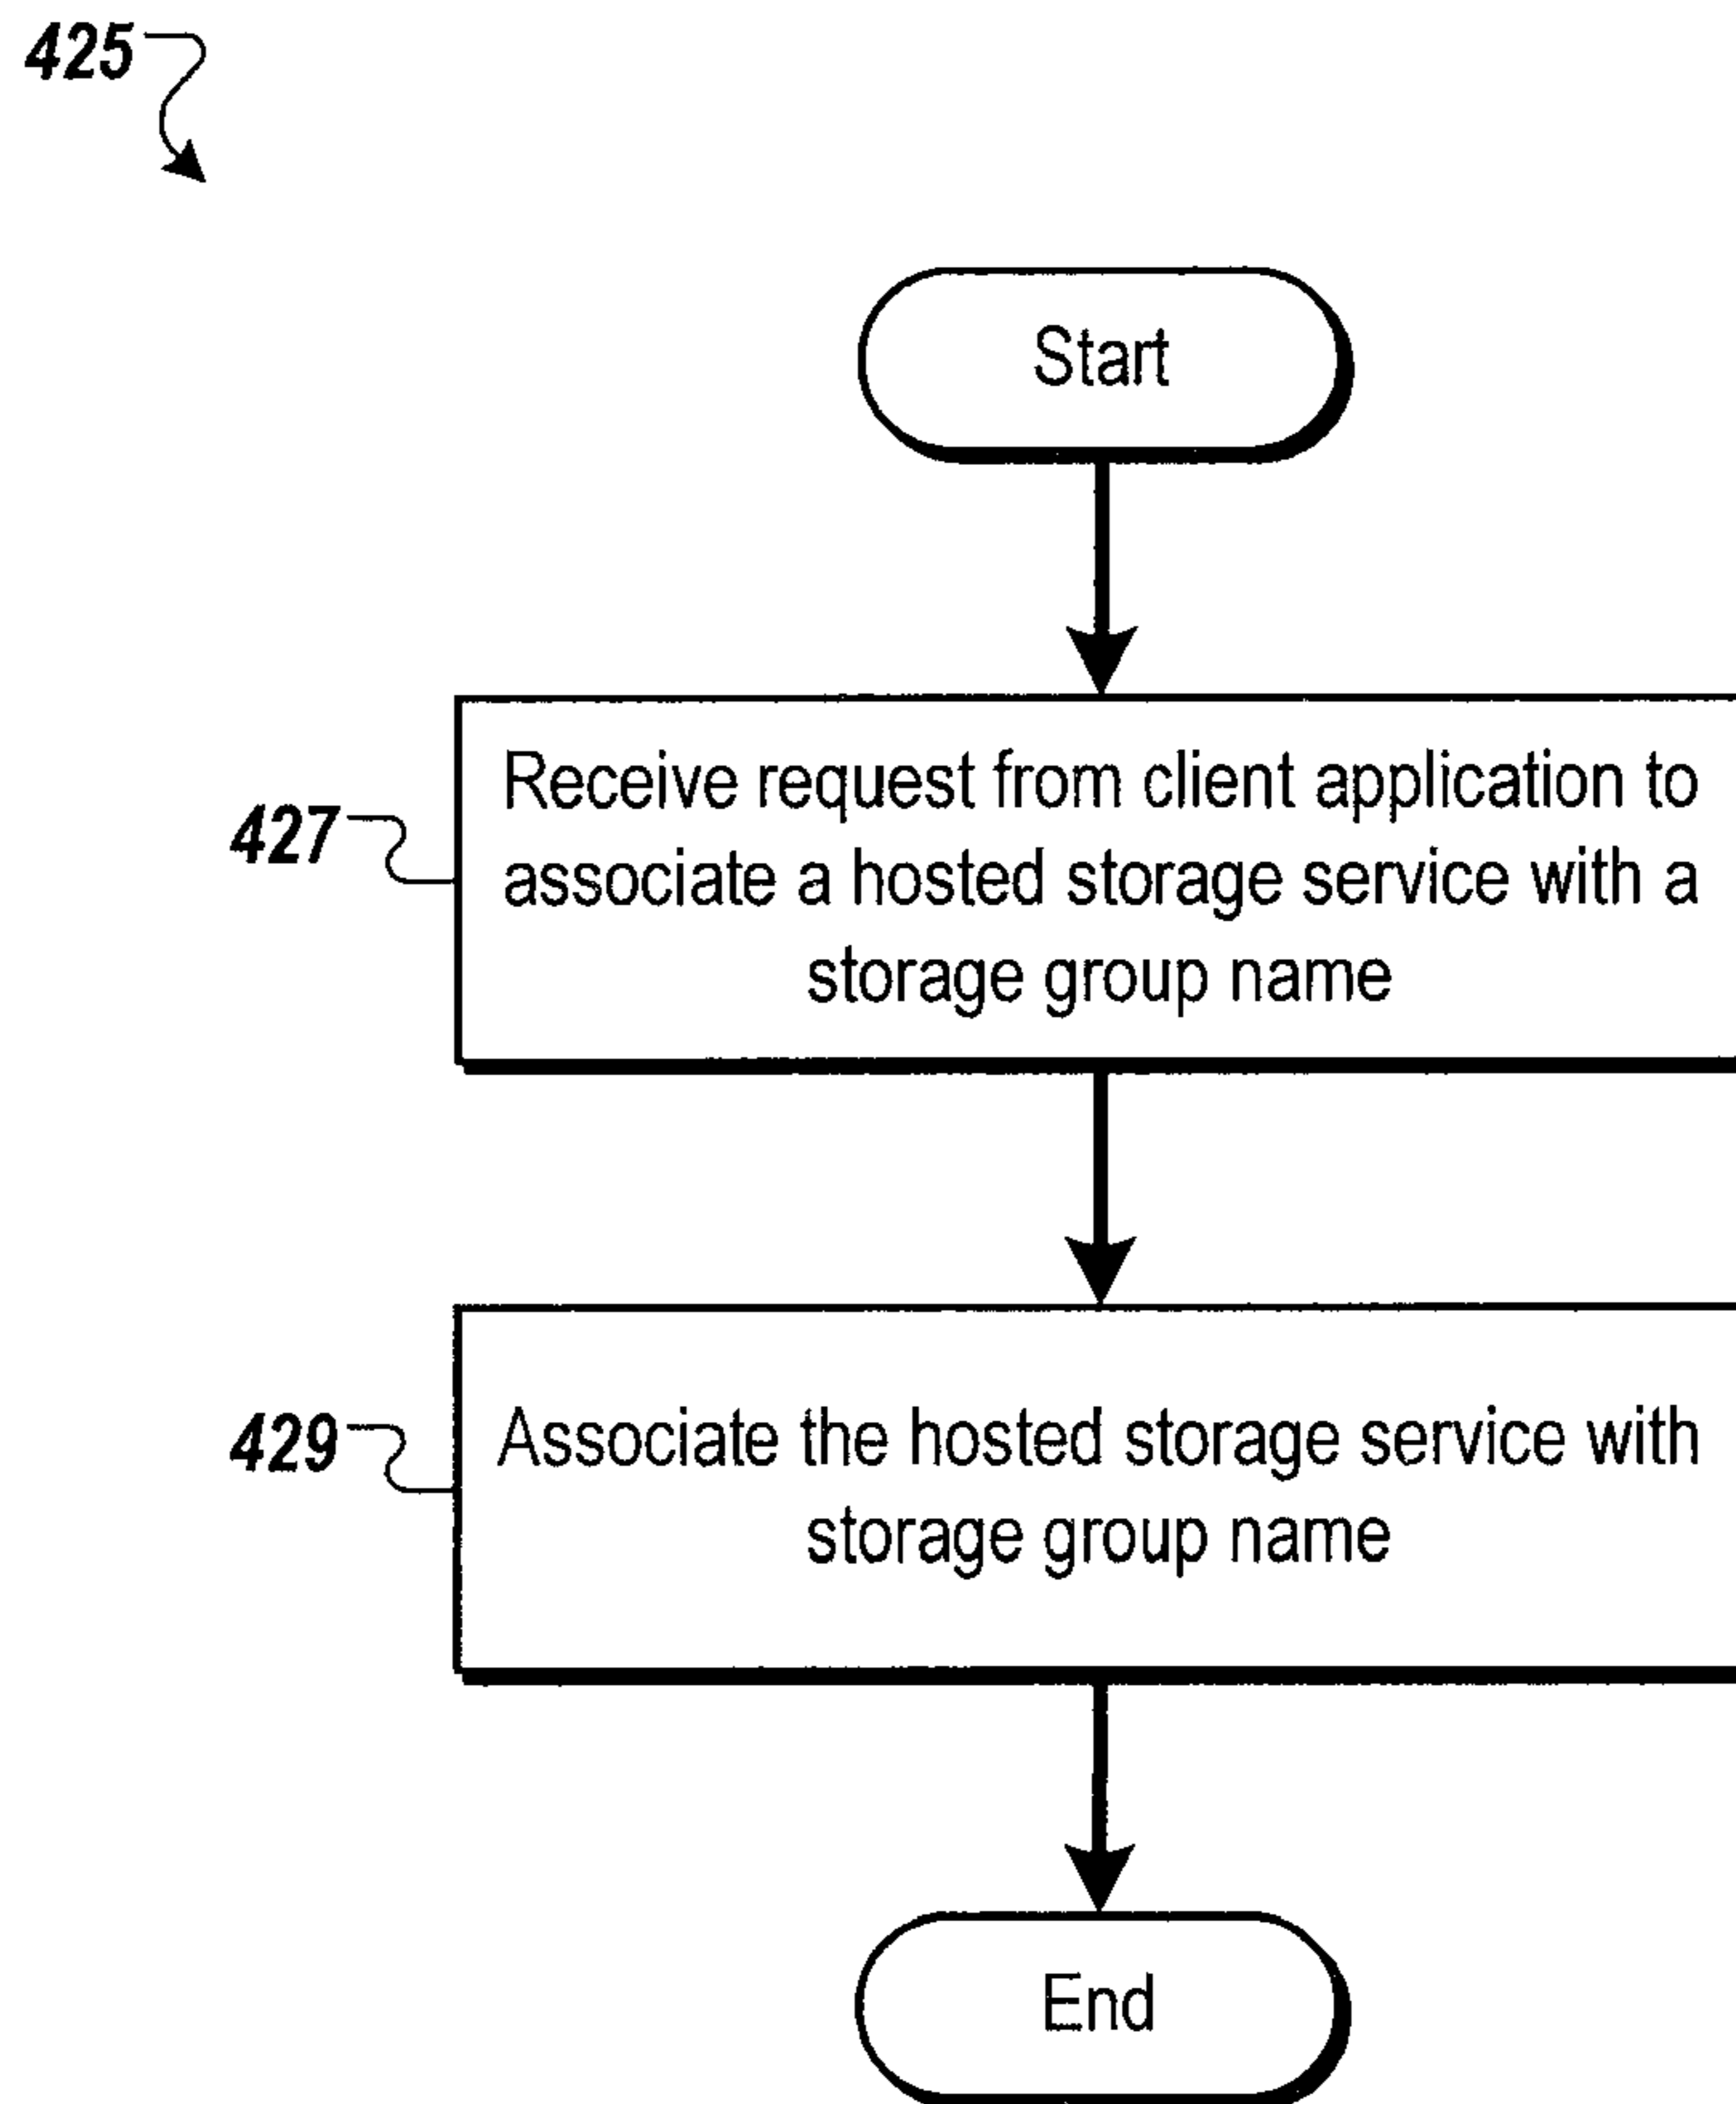 425
Start
427
Receive request from client application to
associate a hosted storage service with a
storage group name
429
Associate the hosted storage service with
storage group name
End